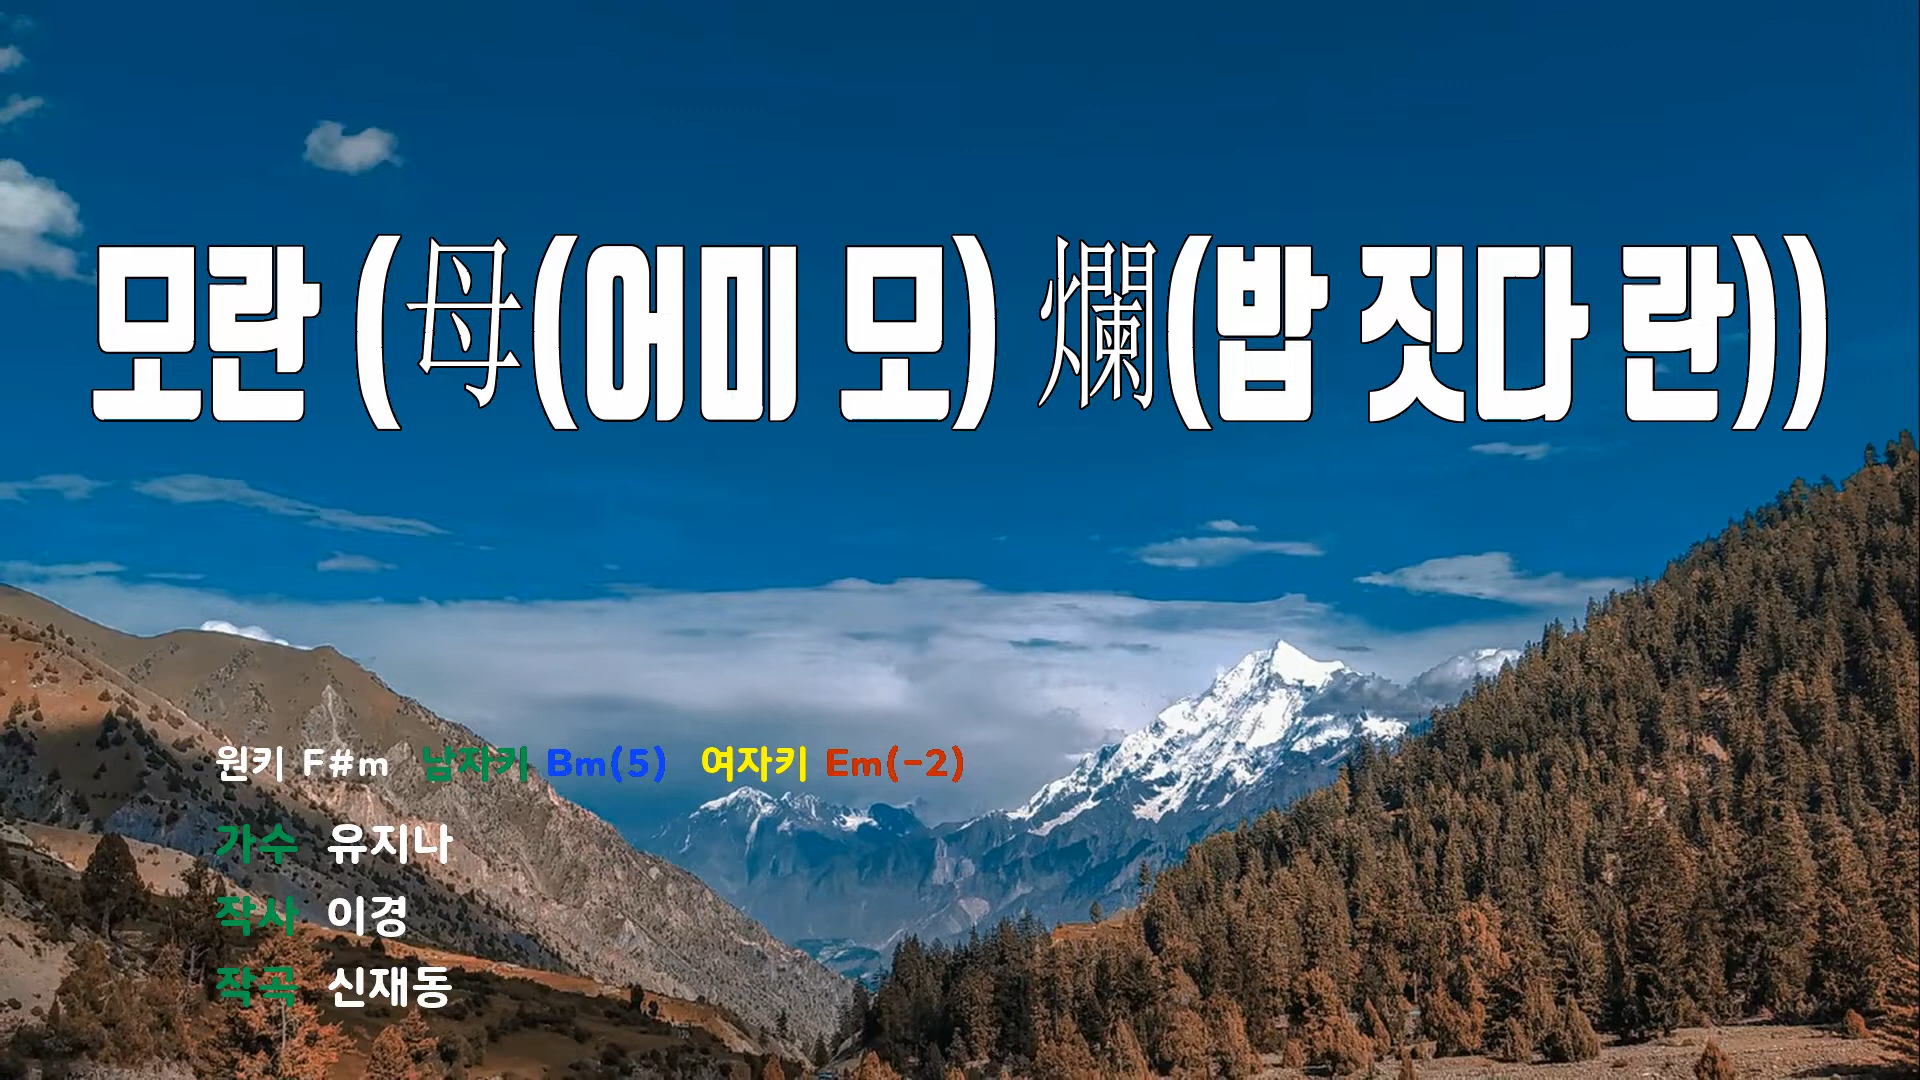 모란 (母(어미 모) 爛(밥 짓다 란))
원키 F#m 남자키 Bm(5) 여자키 Em(-2)
가수 유지나
작사 이경
작곡 신재동